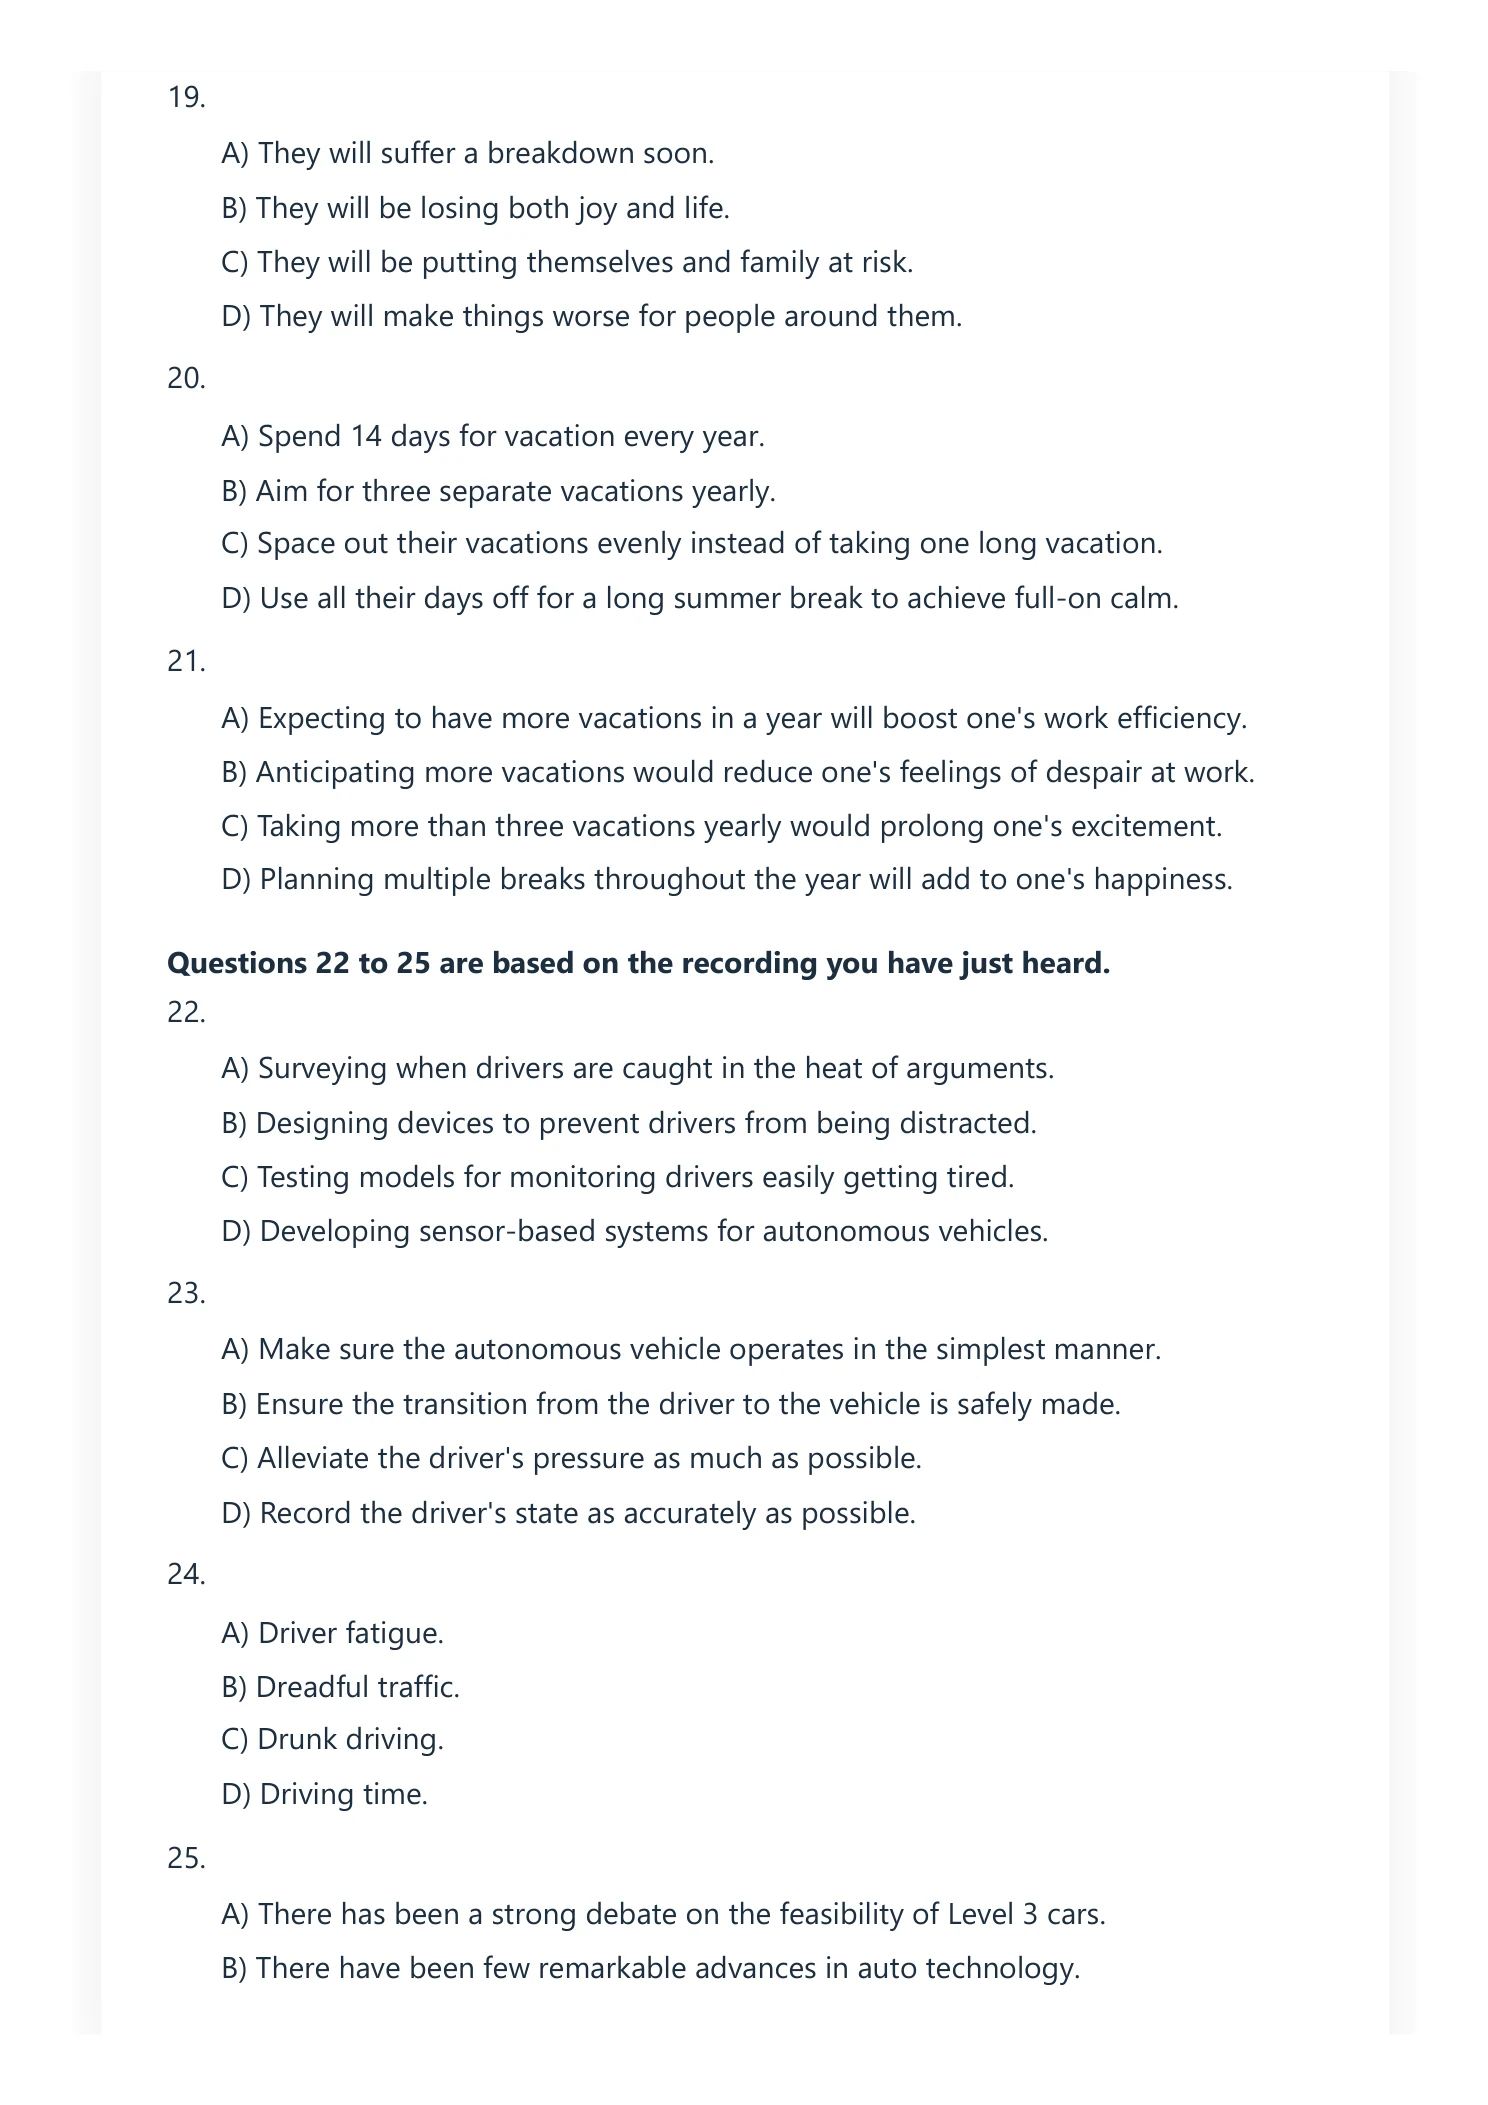 19.
A) They will suffer a breakdown soon.
B) They will be losing both joy and life.
C) They will be putting themselves and family at risk.
D) They will make things worse for people around them.
20.
A) Spend 14 days for vacation every year.
B) Aim for three separate vacations yearly.
C) Space out their vacations evenly instead of taking one long vacation.
D) Use all their days off for a long summer break to achieve full-on calm.
21.
A) Expecting to have more vacations in a year will boost one's work efficiency.
B) Anticipating more vacations would reduce one's feelings of despair at work.
C) Taking more than three vacations yearly would prolong one's excitement.
D) Planning multiple breaks throughout the year will add to one's happiness.
Questions 22 to 25 are based on the recording you have just heard.
22.
A) Surveying when drivers are caught in the heat of arguments.
B) Designing devices to prevent drivers from being distracted.
C) Testing models for monitoring drivers easily getting tired.
D) Developing sensor-based systems for autonomous vehicles.
23.
A) Make sure the autonomous vehicle operates in the simplest manner.
B) Ensure the transition from the driver to the vehicle is safely made.
C) Alleviate the driver's pressure as much as possible.
D) Record the driver's state as accurately as possible.
24.
A) Driver fatigue.
B) Dreadful traffic.
C) Drunk driving.
D) Driving time.
25.
A) There has been a strong debate on the feasibility of Level 3 cars.
B) There have been few remarkable advances in auto technology.